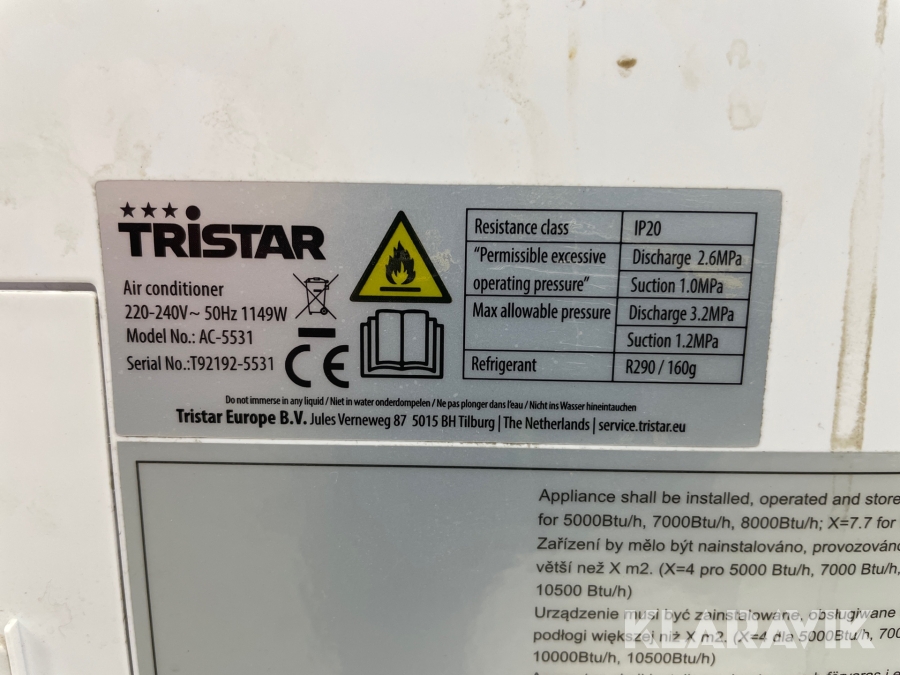 TRISTAR
Air conditioner
220-240V~ 50Hz 1149W
Model No.: AC-5531
Serial No.:T92192-5531
CE
Resistance class IP20
"Permissible excessive operating pressure" Discharge 2.6MPa
Suction 1.0MPa
Max allowable pressure Discharge 3.2MPa
Suction 1.2MPa
Refrigerant R290 / 160g
Do not immerse in any liquid / Niet in water onderdompelen / Ne pas plonger dans l'eau / Nicht ins Wasser hineintauchen
Tristar Europe B.V. Jules Verneweg 87 5015 BH Tilburg | The Netherlands | service.tristar.eu
Appliance shall be installed, operated and store
for 5000Btu/h, 7000Btu/h, 8000Btu/h; X=7.7 for
Zařízení by mělo být nainstalováno, provozováno
větší než X m2. (X=4 pro 5000 Btu/h, 7000 Btu/h,
10500 Btu/h)
Urządzenie musi być zainstalowane, obsługiwane
podłogi większej niż X m2. (X=4 dla 5000Btu/h, 700
10000Btu/h, 10500Btu/h)
KLARAVIK